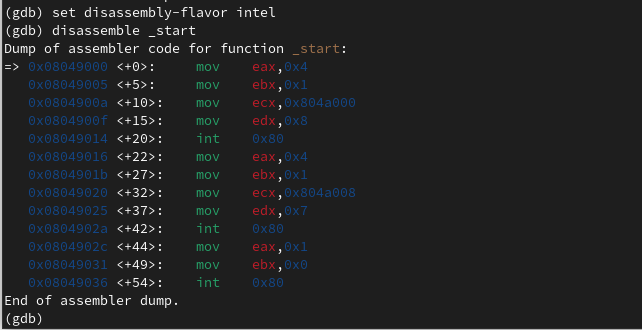 (gdb) set disassembly-flavor intel
(gdb) disassemble _start
Dump of assembler code for function _start:
=> 0x08049000 <+0>:     mov    eax,0x4
   0x08049005 <+5>:     mov    ebx,0x1
   0x0804900a <+10>:    mov    ecx,0x804a000
   0x0804900f <+15>:    mov    edx,0x8
   0x08049014 <+20>:    int    0x80
   0x08049016 <+22>:    mov    eax,0x4
   0x0804901b <+27>:    mov    ebx,0x1
   0x08049020 <+32>:    mov    ecx,0x804a008
   0x08049025 <+37>:    mov    edx,0x7
   0x0804902a <+42>:    int    0x80
   0x0804902c <+44>:    mov    eax,0x1
   0x08049031 <+49>:    mov    ebx,0x0
   0x08049036 <+54>:    int    0x80
End of assembler dump.
(gdb)